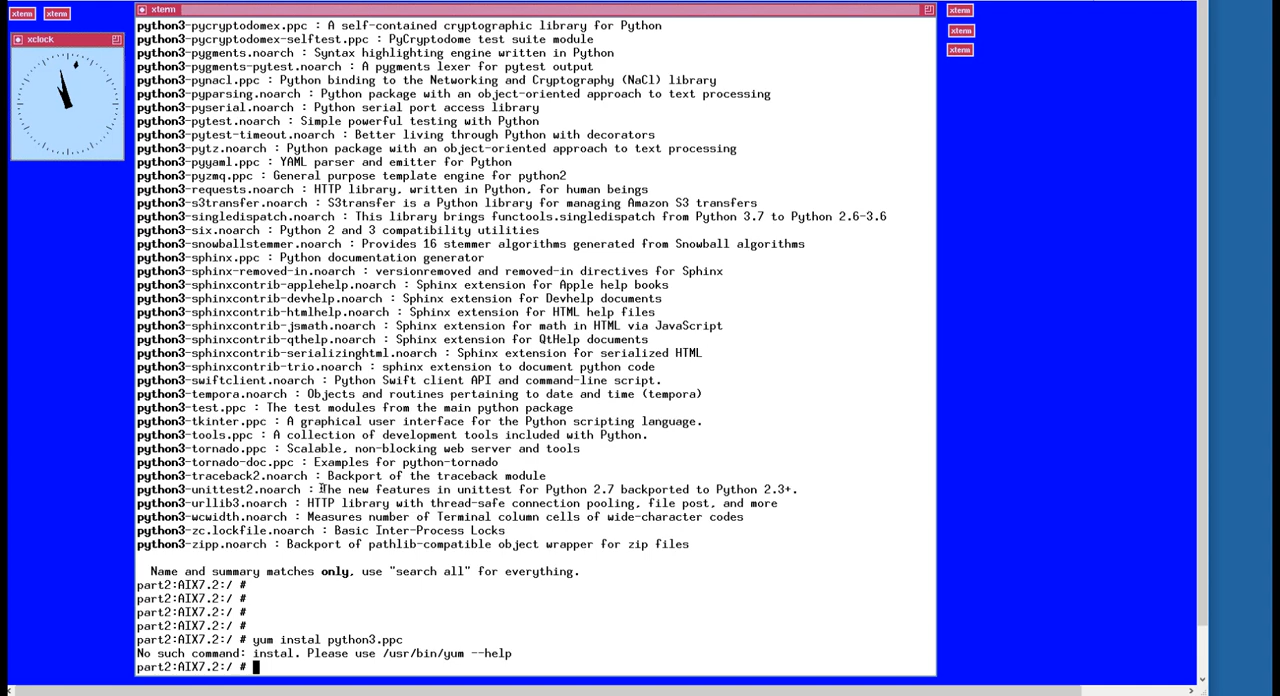 xterm xterm
xclock
xterm
xterm
xterm
xterm
python3-pycryptodomex.ppc : A self-contained cryptographic library for Python
python3-pycryptodomex-selftest.ppc : PyCryptodome test suite module
python3-pygments.noarch : Syntax highlighting engine written in Python
python3-pygments-pytest.noarch : A pygments lexer for pytest output
python3-pynacl.ppc : Python binding to the Networking and Cryptography (NaCl) library
python3-pyparsing.noarch : Python package with an object-oriented approach to text processing
python3-pyserial.noarch : Python serial port access library
python3-pytest.noarch : Simple powerful testing with Python
python3-pytest-timeout.noarch : Better living through Python with decorators
python3-pytz.noarch : Python package with an object-oriented approach to text processing
python3-pyyaml.ppc : YAML parser and emitter for Python
python3-pyzmq.ppc : General purpose template engine for python2
python3-requests.noarch : HTTP library, written in Python, for human beings
python3-s3transfer.noarch : S3transfer is a Python library for managing Amazon S3 transfers
python3-singledispatch.noarch : This library brings functools.singledispatch from Python 3.7 to Python 2.6-3.6
python3-six.noarch : Python 2 and 3 compatibility utilities
python3-snowballstemmer.noarch : Provides 16 stemmer algorithms generated from Snowball algorithms
python3-sphinx.ppc : Python documentation generator
python3-sphinx-removed-in.noarch : versionremoved and removed-in directives for Sphinx
python3-sphinxcontrib-applehelp.noarch : Sphinx extension for Apple help books
python3-sphinxcontrib-devhelp.noarch : Sphinx extension for Devhelp documents
python3-sphinxcontrib-htmlhelp.noarch : Sphinx extension for HTML help files
python3-sphinxcontrib-jsmath.noarch : Sphinx extension for math in HTML via JavaScript
python3-sphinxcontrib-qthelp.noarch : Sphinx extension for QtHelp documents
python3-sphinxcontrib-serializinghtml.noarch : Sphinx extension for serialized HTML
python3-sphinxcontrib-trio.noarch : sphinx extension to document python code
python3-swiftclient.noarch : Python Swift client API and command-line script.
python3-tempora.noarch : Objects and routines pertaining to date and time (tempora)
python3-test.ppc : The test modules from the main python package
python3-tkinter.ppc : A graphical user interface for the Python scripting language.
python3-tools.ppc : A collection of development tools included with Python.
python3-tornado.ppc : Scalable, non-blocking web server and tools
python3-tornado-doc.ppc : Examples for python-tornado
python3-traceback2.noarch : Backport of the traceback module
python3-unittest2.noarch : The new features in unittest for Python 2.7 backported to Python 2.3+.
python3-urllib3.noarch : HTTP library with thread-safe connection pooling, file post, and more
python3-wcwidth.noarch : Measures number of Terminal column cells of wide-character codes
python3-zc.lockfile.noarch : Basic Inter-Process Locks
python3-zipp.noarch : Backport of pathlib-compatible object wrapper for zip files
Name and summary matches only, use "search all" for everything.
part2:AIX7.2:/ #
part2:AIX7.2:/ #
part2:AIX7.2:/ #
part2:AIX7.2:/ #
part2:AIX7.2:/ # yum instal python3.ppc
No such command: instal. Please use /usr/bin/yum --help
part2:AIX7.2:/ #